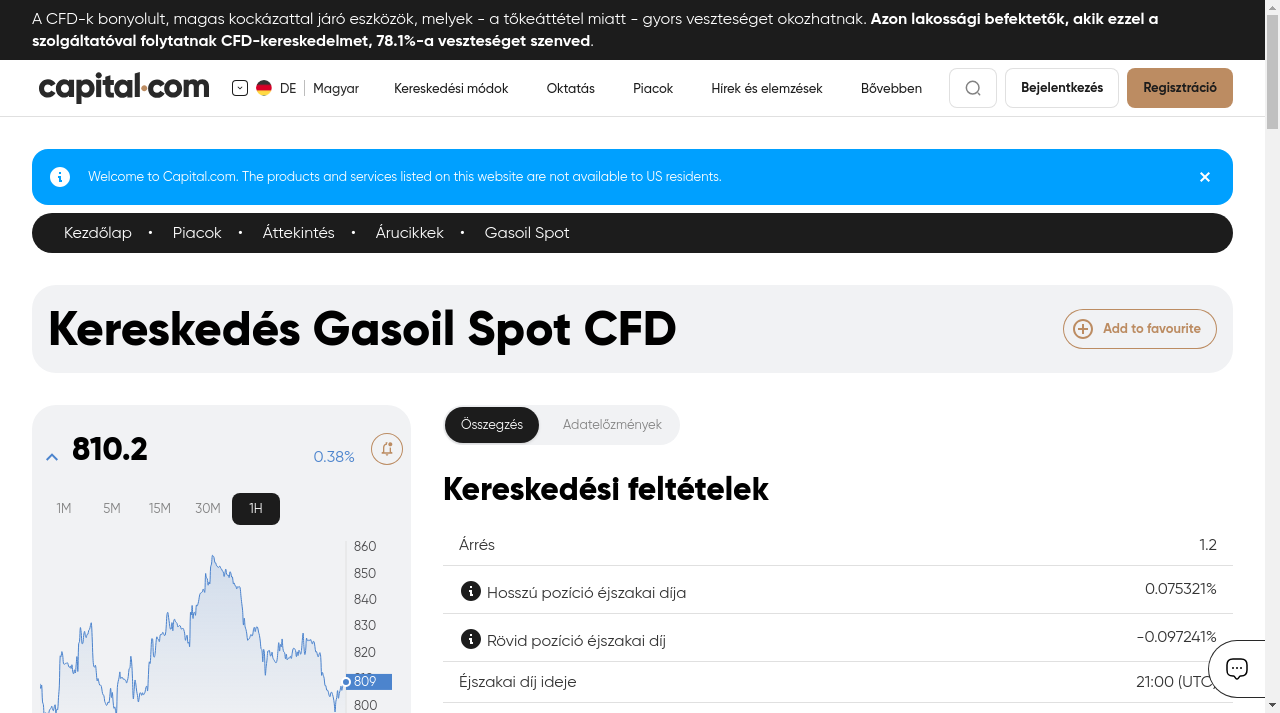 A CFD-k bonyolult, magas kockázattal járó eszközök, melyek - a tőkeáttétel miatt - gyors veszteséget okozhatnak. Azon lakossági befektetők, akik ezzel a
szolgáltatóval folytatnak CFD-kereskedelmet, 78.1%-a veszteséget szenved.
capital.com DE Magyar Kereskedési módok Oktatás Piacok Hírek és elemzések Bővebben Bejelentkezés Regisztráció
Welcome to Capital.com. The products and services listed on this website are not available to US residents.
Kezdőlap • Piacok • Áttekintés • Árucikkek • Gasoil Spot
Kereskedés Gasoil Spot CFD
Add to favourite
810.2 0.38%
1M 5M 15M 30M 1H
860
850
840
830
820
809
800
Összegzés Adatelőzmények
Kereskedési feltételek
Árrés 1.2
Hosszú pozíció éjszakai díja 0.075321%
Rövid pozíció éjszakai díj -0.097241%
Éjszakai díj ideje 21:00 (UTC)